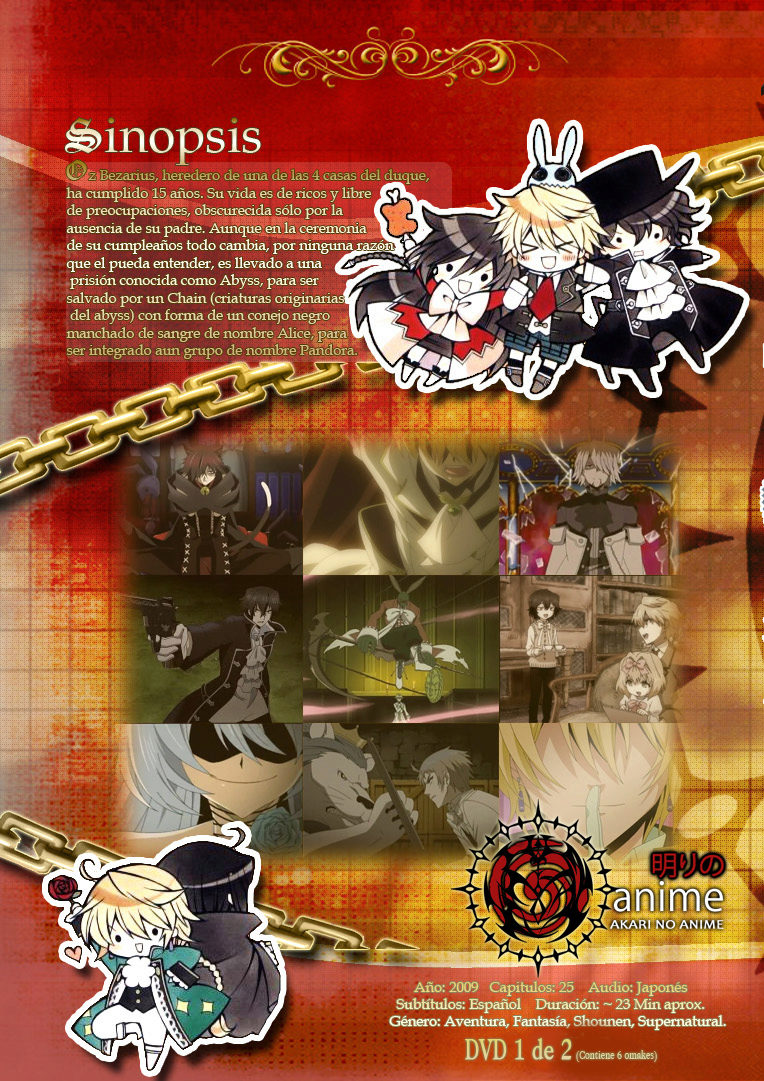 Sinopsis
Oz Bezarius, heredero de una de las 4 casas del duque,
ha cumplido 15 años. Su vida es de ricos y libre
de preocupaciones, obscurecida sólo por la
ausencia de su padre. Aunque en la ceremonia
de su cumpleaños todo cambia, por ninguna razón
que el pueda entender, es llevado a una
prisión conocida como Abyss, para ser
salvado por un Chain (criaturas originarias
del abyss) con forma de un conejo negro
manchado de sangre de nombre Alice, para
ser integrado aun grupo de nombre Pandora.
明りの
anime
AKARI NO ANIME
Año: 2009 Capitulos: 25 Audio: Japonés
Subtítulos: Español Duración: ~ 23 Min aprox.
Género: Aventura, Fantasía, Shounen, Supernatural.
DVD 1 de 2 (Contiene 6 omakes)